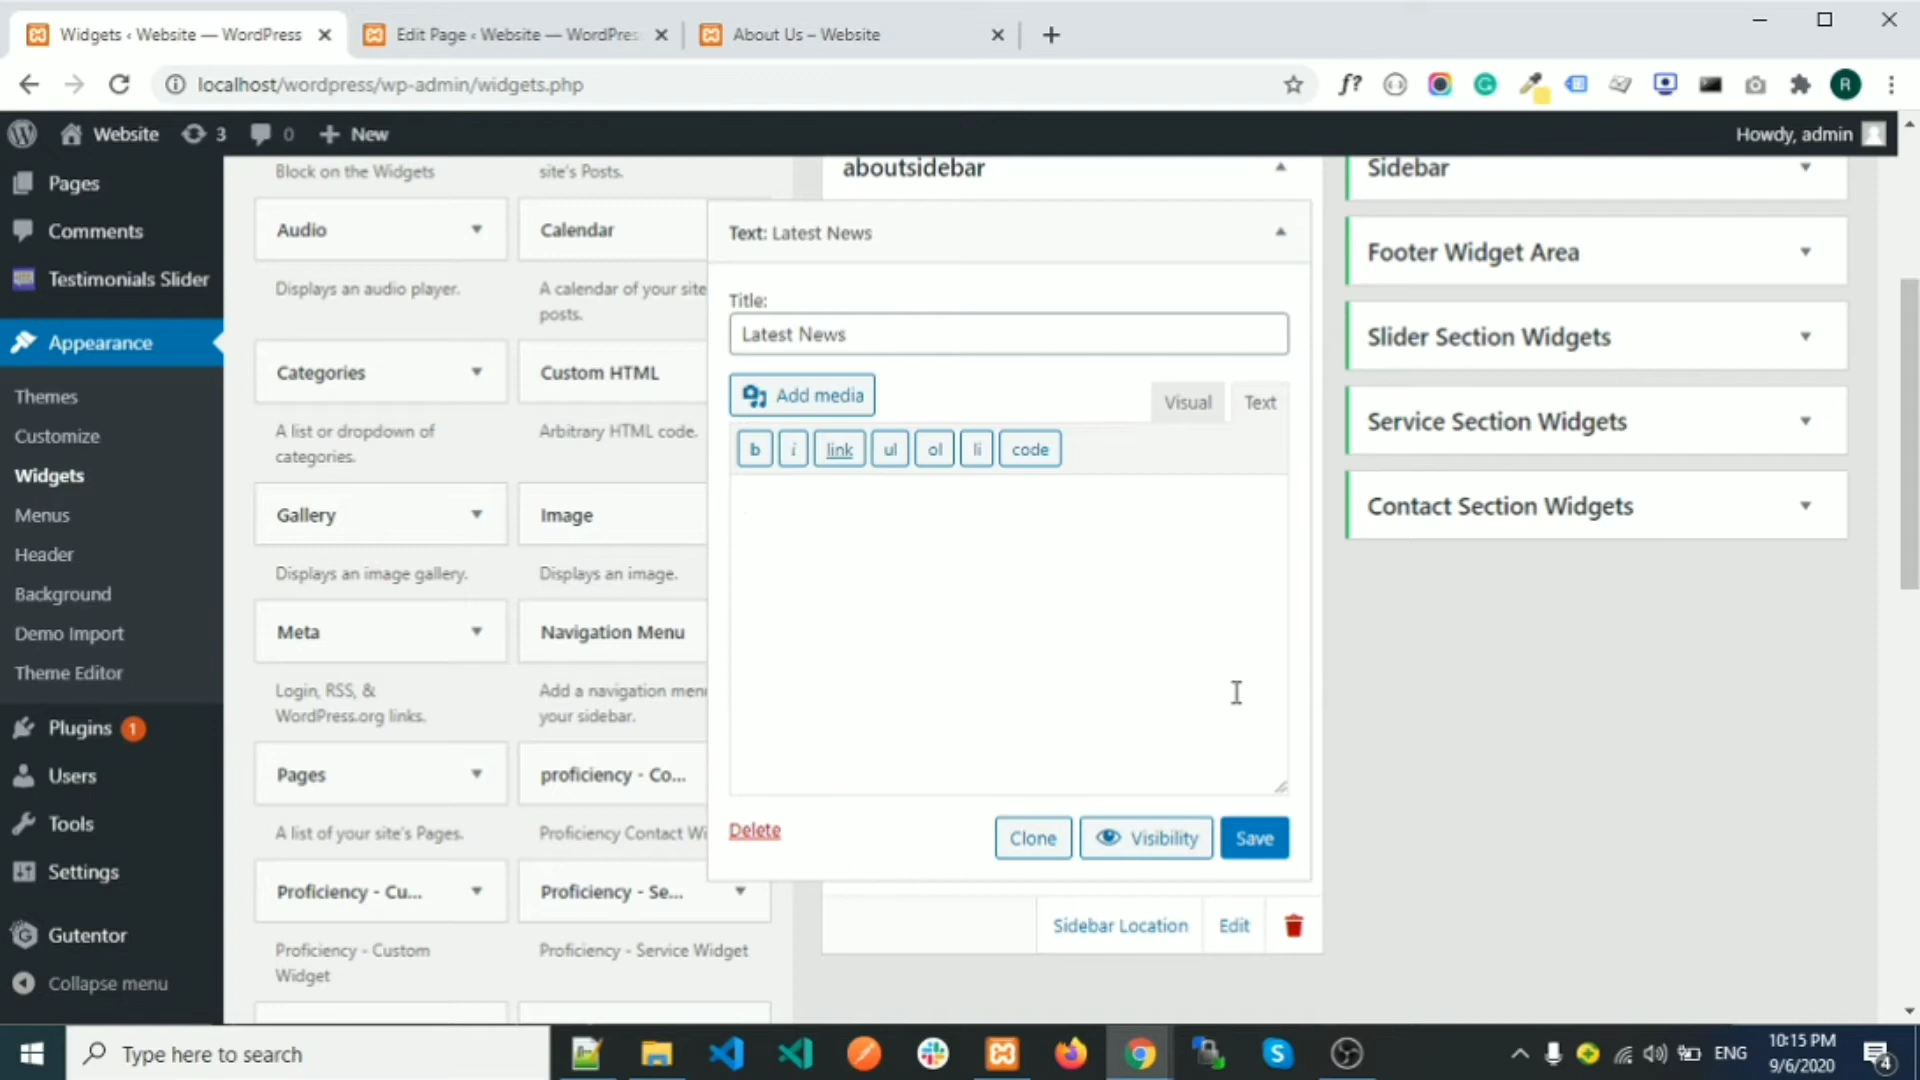 Widgets ‹ Website — WordPress
Edit Page ‹ Website — WordPres
About Us – Website
localhost/wordpress/wp-admin/widgets.php
f?
R
Website
3
0
New
Howdy, admin
Pages
Comments
Testimonials Slider
Appearance
Themes
Customize
Widgets
Menus
Header
Background
Demo Import
Theme Editor
Plugins 1
Users
Tools
Settings
Gutentor
Collapse menu
Block on the Widgets
site's Posts.
Audio
Calendar
Displays an audio player.
A calendar of your site
posts.
Categories
Custom HTML
A list or dropdown of
categories.
Arbitrary HTML code.
Gallery
Image
Displays an image gallery.
Displays an image.
Meta
Navigation Menu
Login, RSS, &
WordPress.org links.
Add a navigation men
your sidebar.
Pages
proficiency - Co...
A list of your site's Pages.
Proficiency Contact Wi
Proficiency - Cu...
Proficiency - Se...
Proficiency - Custom
Widget
Proficiency - Service Widget
aboutsidebar
Text: Latest News
Title:
Latest News
Add media
Visual
Text
b
i
link
ul
ol
li
code
Delete
Clone
Visibility
Save
Sidebar Location
Edit
Sidebar
Footer Widget Area
Slider Section Widgets
Service Section Widgets
Contact Section Widgets
Type here to search
ENG
10:15 PM
9/6/2020
4